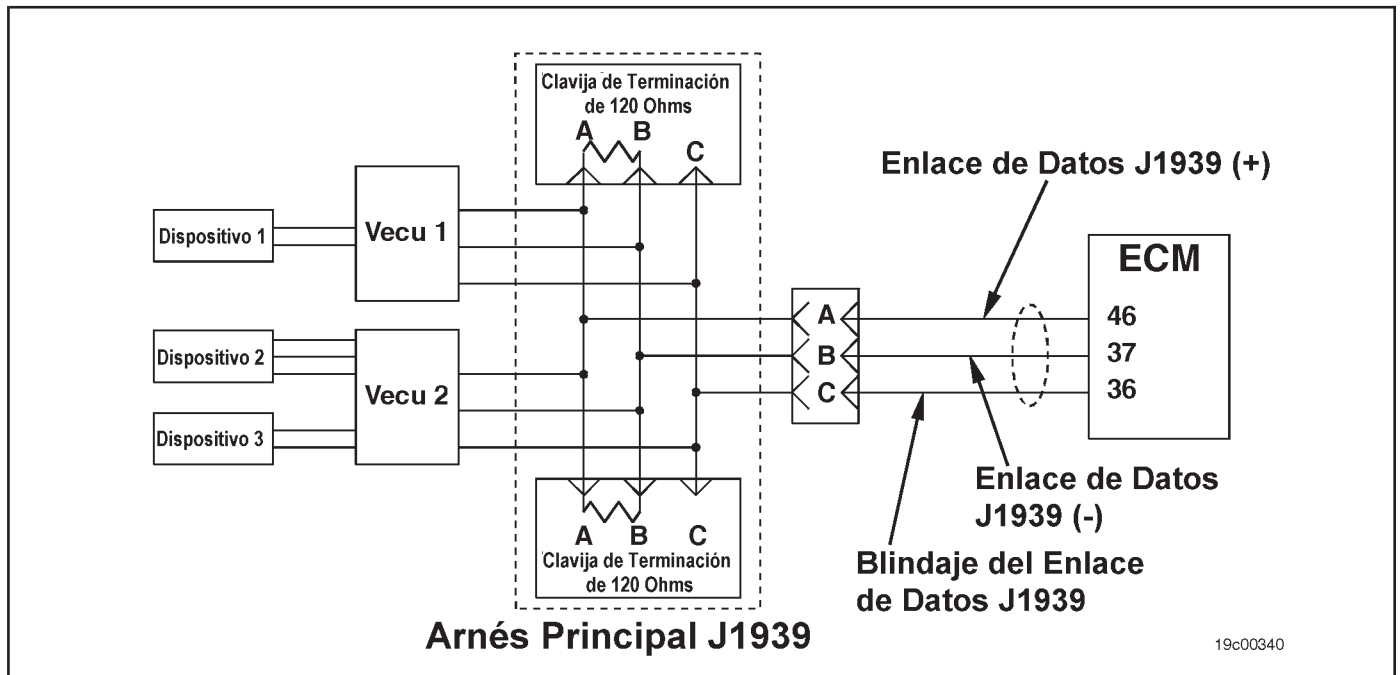 Clavija de Terminación
de 120 Ohms
A B
C
Enlace de Datos J1939 (+)
Dispositivo 1
Vecu 1
ECM
A
46
B
37
C
36
Dispositivo 2
Vecu 2
Dispositivo 3
A B C
Clavija de Terminación
de 120 Ohms
Enlace de Datos
J1939 (-)
Blindaje del Enlace
de Datos J1939
Arnés Principal J1939
19c00340